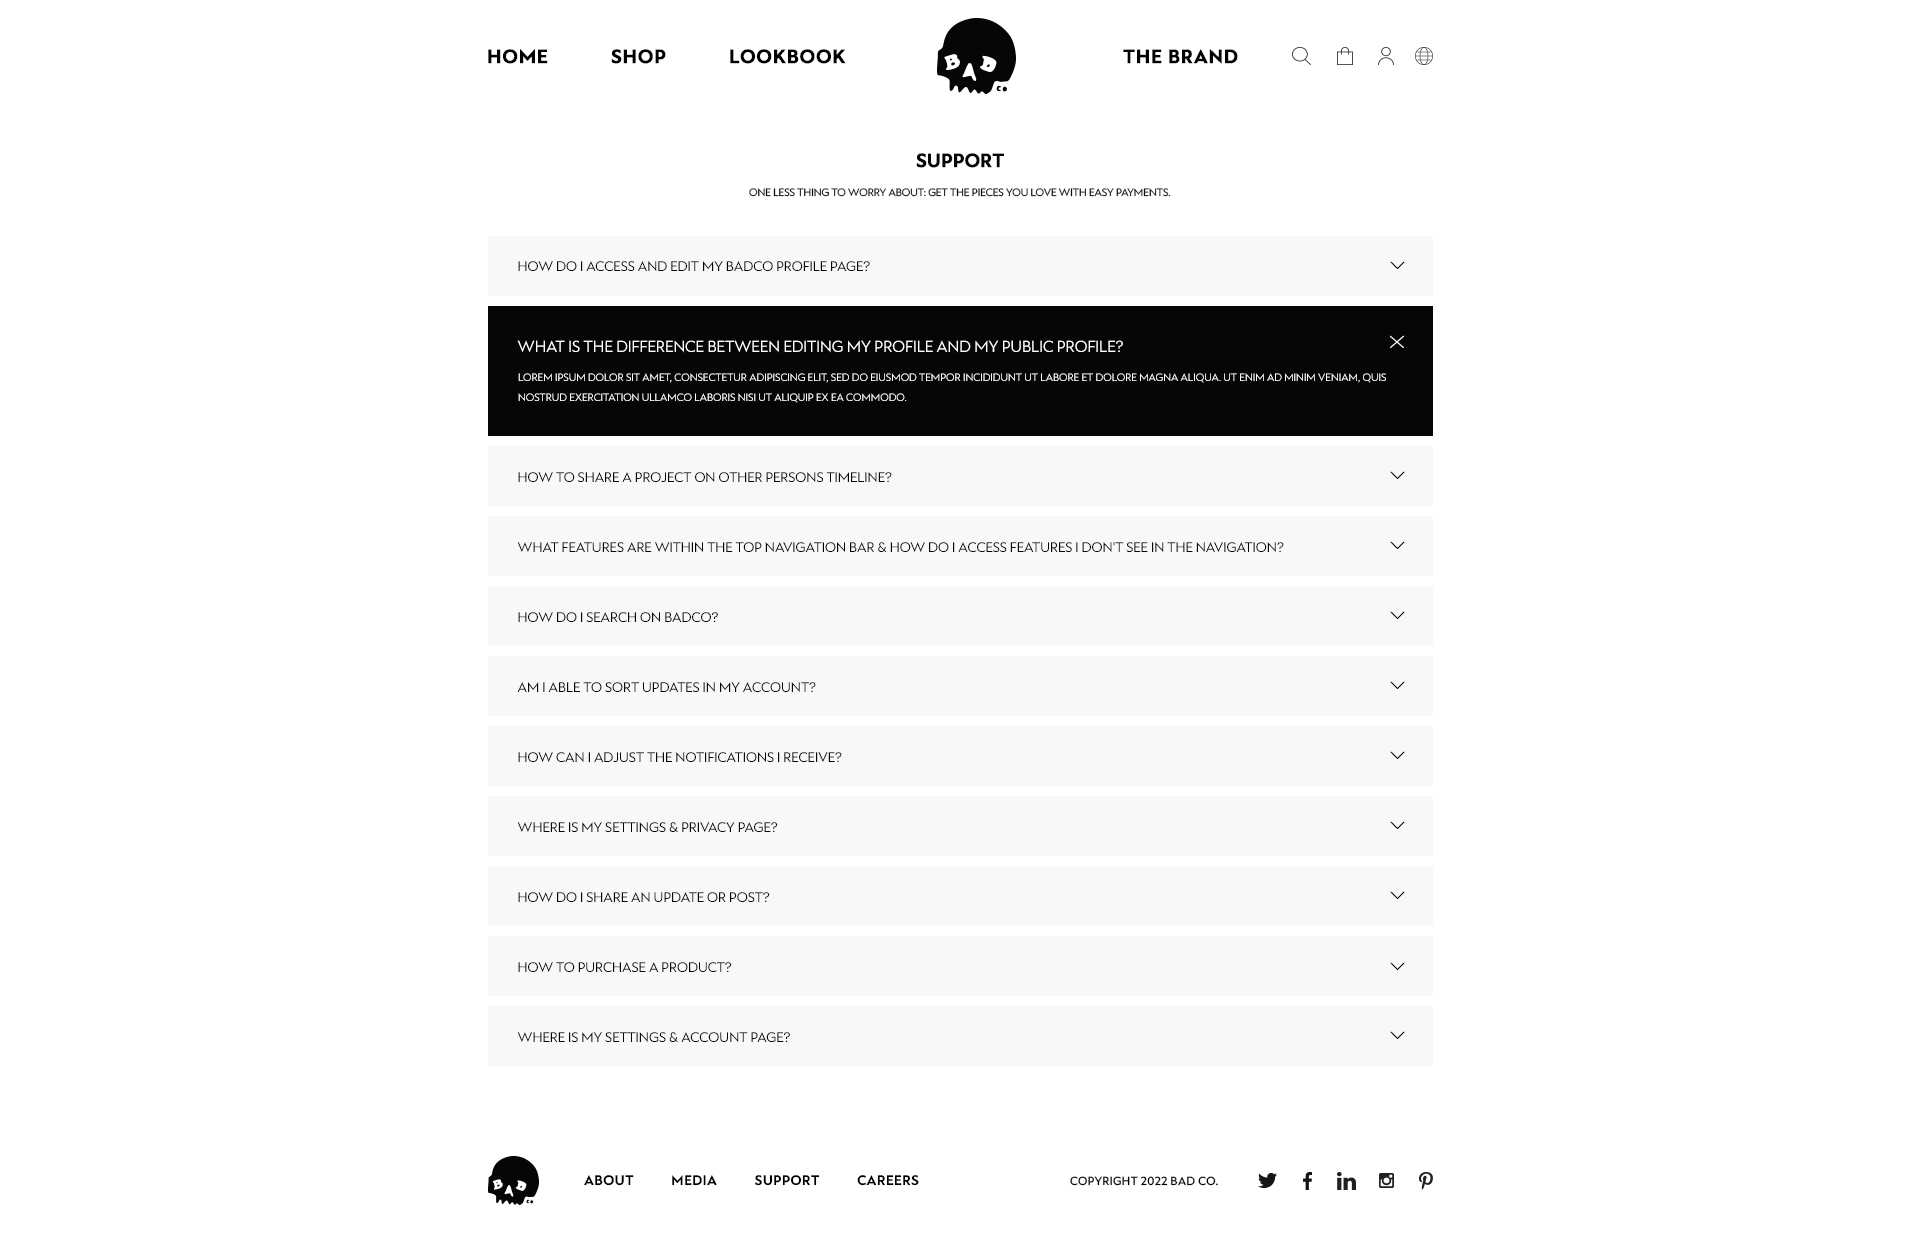 HOME
SHOP
LOOKBOOK
BAD
CO
THE BRAND
SUPPORT
ONE LESS THING TO WORRY ABOUT: GET THE PIECES YOU LOVE WITH EASY PAYMENTS.
HOW DO I ACCESS AND EDIT MY BADCO PROFILE PAGE?
WHAT IS THE DIFFERENCE BETWEEN EDITING MY PROFILE AND MY PUBLIC PROFILE?
LOREM IPSUM DOLOR SIT AMET, CONSECTETUR ADIPISCING ELIT, SED DO EIUSMOD TEMPOR INCIDIDUNT UT LABORE ET DOLORE MAGNA ALIQUA. UT ENIM AD MINIM VENIAM, QUIS
NOSTRUD EXERCITATION ULLAMCO LABORIS NISI UT ALIQUIP EX EA COMMODO.
HOW TO SHARE A PROJECT ON OTHER PERSONS TIMELINE?
WHAT FEATURES ARE WITHIN THE TOP NAVIGATION BAR & HOW DO I ACCESS FEATURES I DON'T SEE IN THE NAVIGATION?
HOW DO I SEARCH ON BADCO?
AM I ABLE TO SORT UPDATES IN MY ACCOUNT?
HOW CAN I ADJUST THE NOTIFICATIONS I RECEIVE?
WHERE IS MY SETTINGS & PRIVACY PAGE?
HOW DO I SHARE AN UPDATE OR POST?
HOW TO PURCHASE A PRODUCT?
WHERE IS MY SETTINGS & ACCOUNT PAGE?
BAD
CO
ABOUT
MEDIA
SUPPORT
CAREERS
COPYRIGHT 2022 BAD CO.